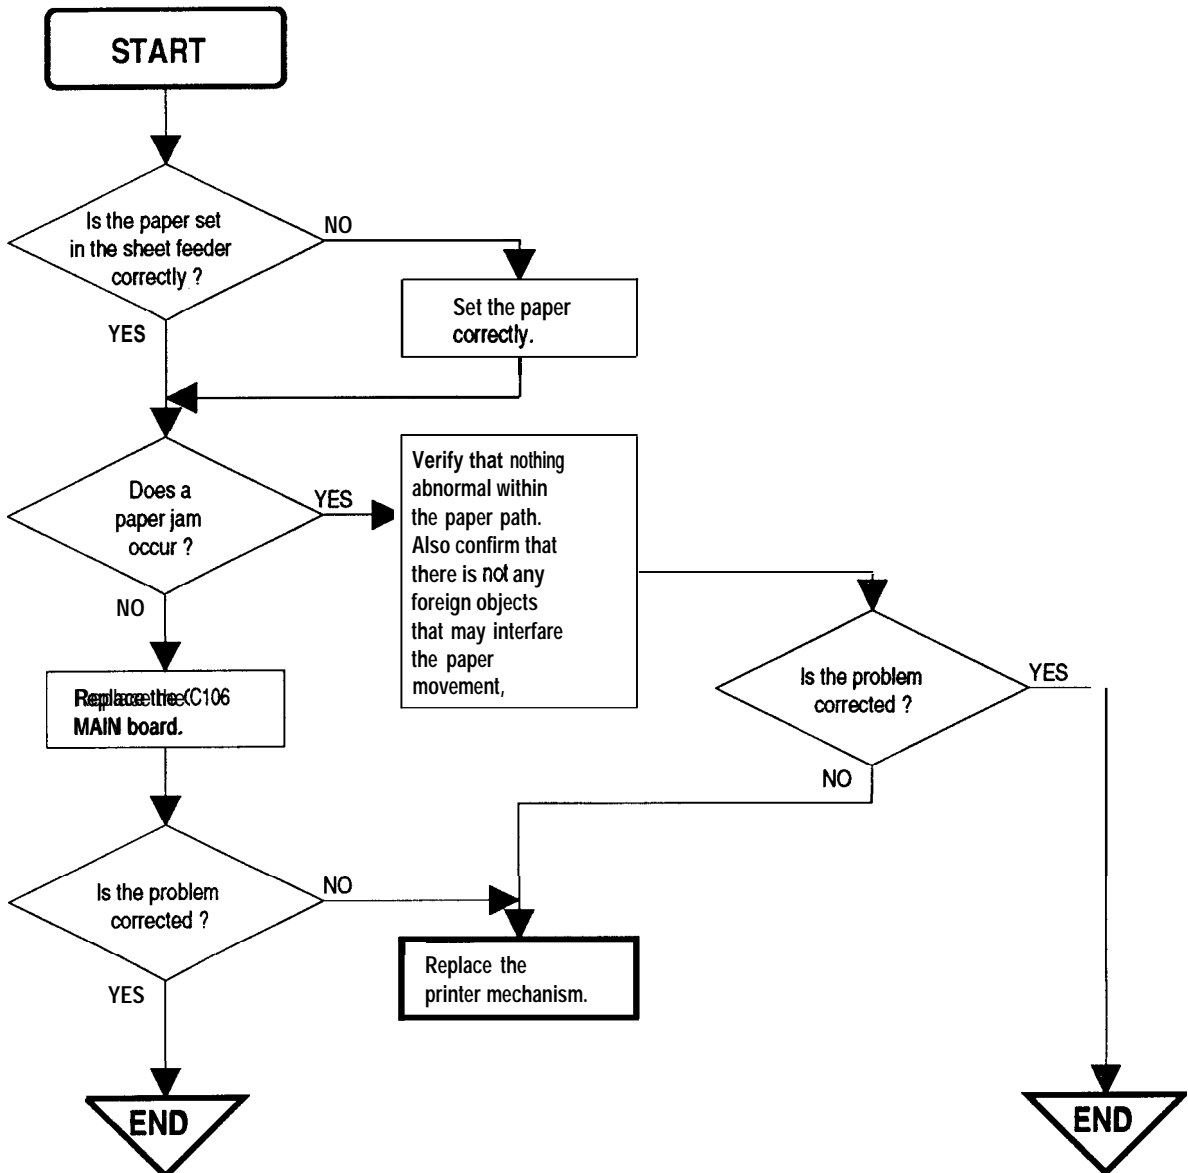 START
Is the paper set
in the sheet feeder
correctly ?
NO
YES
Set the paper
correctly.
Does a
paper jam
occur ?
YES
NO
Verify that nothing
abnormal within
the paper path.
Also confirm that
there is not any
foreign objects
that may interfare
the paper
movement,
Is the problem
corrected ?
YES
NO
Replace the C106
MAIN board.
Is the problem
corrected ?
NO
YES
Replace the
printer mechanism.
END
END